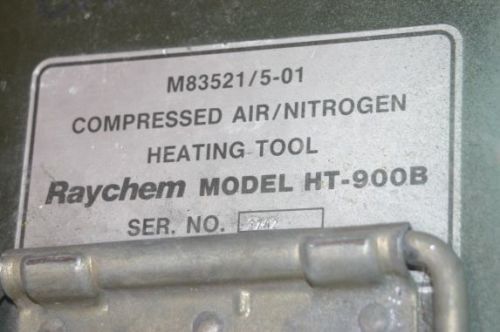 M83521/5-01
COMPRESSED AIR/NITROGEN
HEATING TOOL
Raychem MODEL HT-900B
SER. NO.